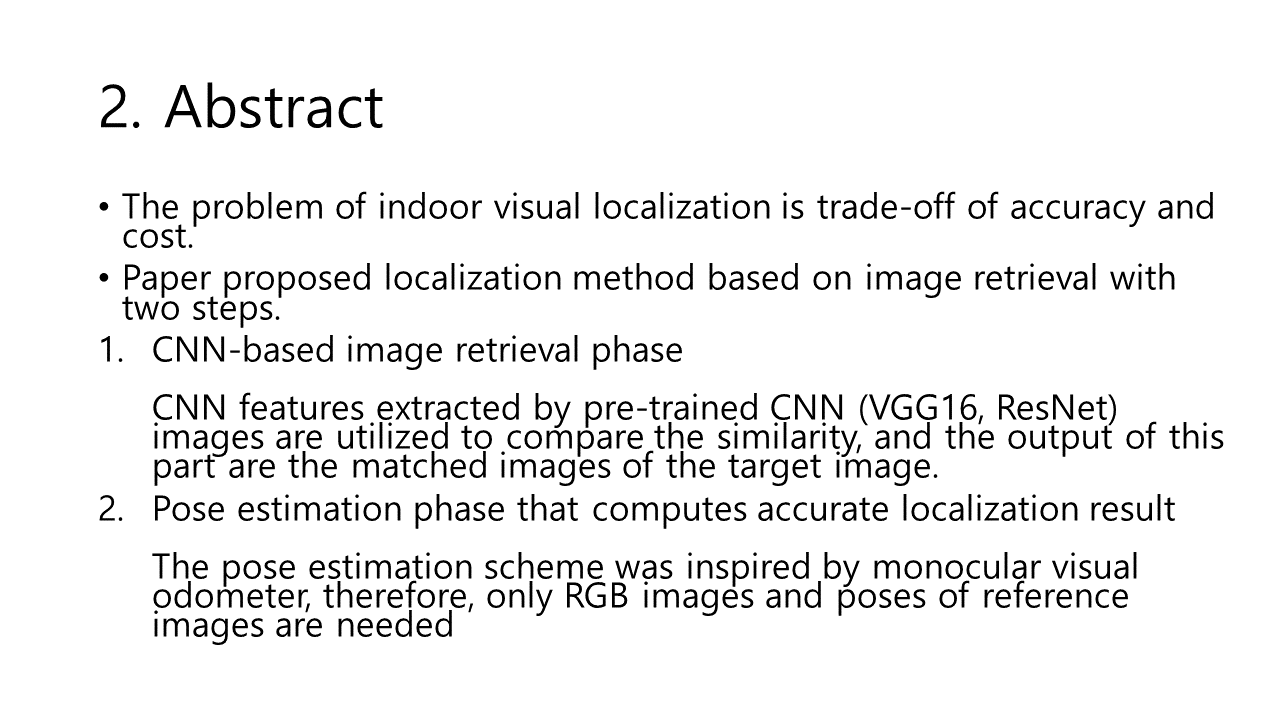 2. Abstract
• The problem of indoor visual localization is trade-off of accuracy and
cost.
• Paper proposed localization method based on image retrieval with
two steps.
1. CNN-based image retrieval phase
CNN features extracted by pre-trained CNN (VGG16, ResNet)
images are utilized to compare the similarity, and the output of this
part are the matched images of the target image.
2. Pose estimation phase that computes accurate localization result
The pose estimation scheme was inspired by monocular visual
odometer, therefore, only RGB images and poses of reference
images are needed